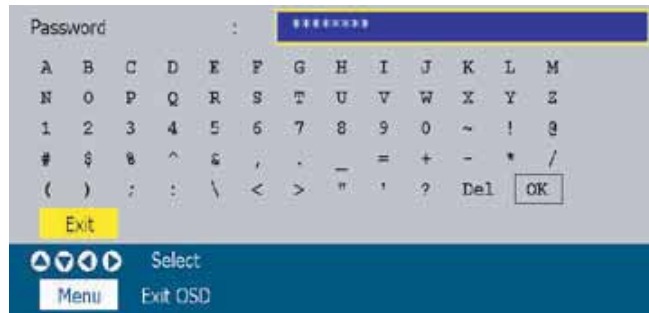 Password : ********
A B C D E F G H I J K L M
N O P Q R S T U V W X Y Z
1 2 3 4 5 6 7 8 9 0 ~ ! @
# $ % ^ & , . _ = + - * /
( ) ; : \ < > " ' ? Del OK
Exit
Select
Menu Exit OSD